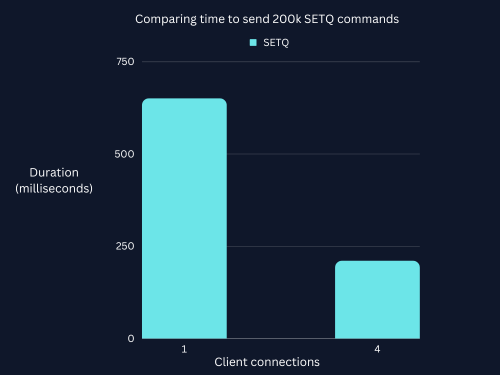 Comparing time to send 200k SETQ commands
SETQ
750
500
250
0
Duration
(milliseconds)
1
4
Client connections